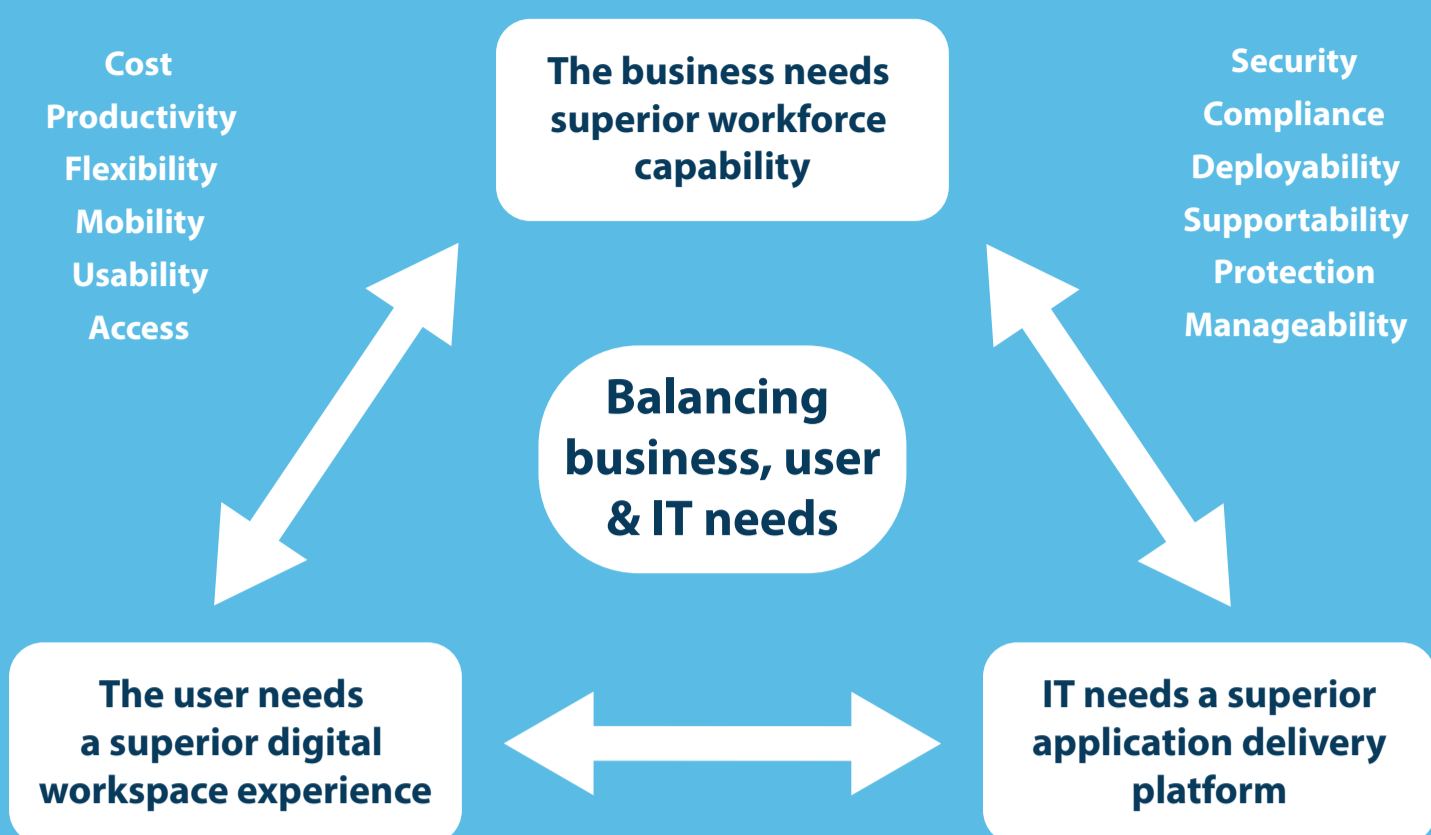 Cost
Productivity
Flexibility
Mobility
Usability
Access
The business needs
superior workforce
capability
Security
Compliance
Deployability
Supportability
Protection
Manageability
Balancing
business, user
& IT needs
The user needs
a superior digital
workspace experience
IT needs a superior
application delivery
platform